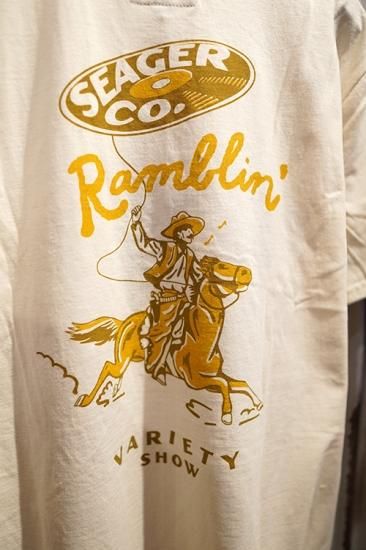 SEAGER
CO.
Ramblin'
VARIETY
SHOW